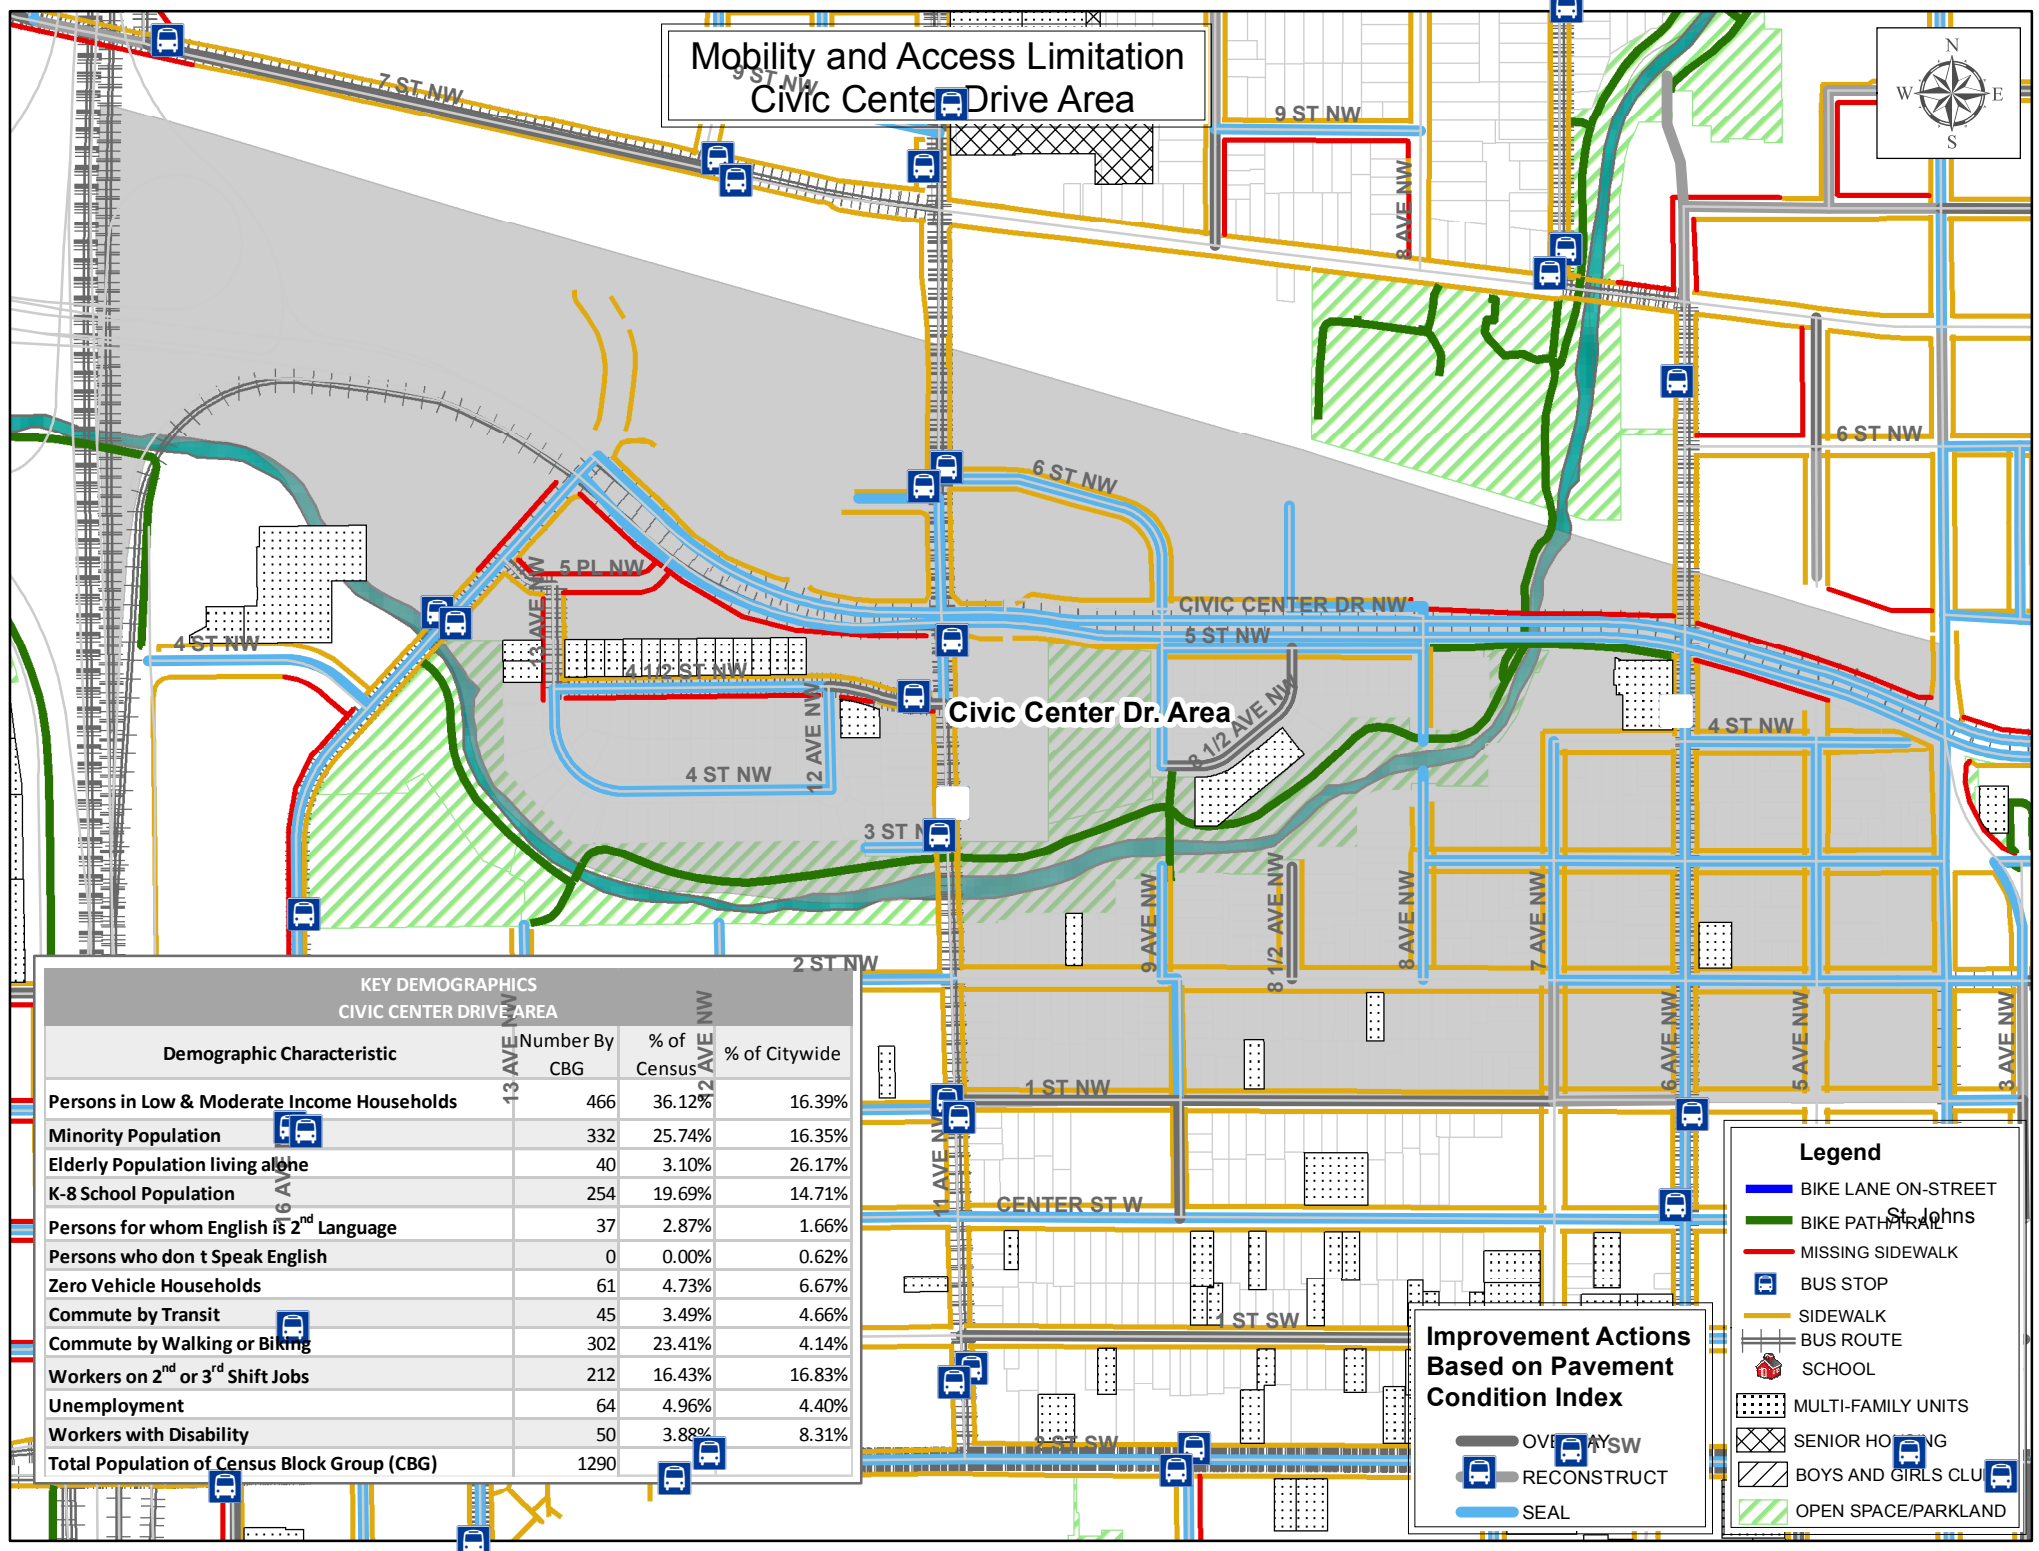 Mobility and Access Limitation
Civic Center Drive Area
N
W E
S
7 ST NW
9 ST NW
9 ST NW
8 AVE NW
6 ST NW
6 ST NW
5 PL NW
13 AVE NW
CIVIC CENTER DR NW
5 ST NW
4 ST NW
4 1/2 ST NW
12 AVE NW
4 ST NW
Civic Center Dr. Area
8 1/2 AVE NW
4 ST NW
3 ST N
9 AVE NW
8 1/2 AVE NW
8 AVE NW
7 AVE NW
2 ST NW
6 AVE NW
5 AVE NW
3 AVE NW
1 ST NW
11 AVE NW
CENTER ST W
1 ST SW
2 ST SW
SW
13 AVE NW
12 AVE NW
16 AVE
KEY DEMOGRAPHICS
CIVIC CENTER DRIVE AREA
Demographic Characteristic Number By CBG % of Census % of Citywide
Persons in Low & Moderate Income Households 466 36.12% 16.39%
Minority Population 332 25.74% 16.35%
Elderly Population living alone 40 3.10% 26.17%
K-8 School Population 254 19.69% 14.71%
Persons for whom English is 2nd Language 37 2.87% 1.66%
Persons who don t Speak English 0 0.00% 0.62%
Zero Vehicle Households 61 4.73% 6.67%
Commute by Transit 45 3.49% 4.66%
Commute by Walking or Biking 302 23.41% 4.14%
Workers on 2nd or 3rd Shift Jobs 212 16.43% 16.83%
Unemployment 64 4.96% 4.40%
Workers with Disability 50 3.88% 8.31%
Total Population of Census Block Group (CBG) 1290
Improvement Actions
Based on Pavement
Condition Index
OVERLAY
RECONSTRUCT
SEAL
Legend
BIKE LANE ON-STREET
St. Johns
BIKE PATH/TRAIL
MISSING SIDEWALK
BUS STOP
SIDEWALK
BUS ROUTE
SCHOOL
MULTI-FAMILY UNITS
SENIOR HOUSING
BOYS AND GIRLS CLU
OPEN SPACE/PARKLAND